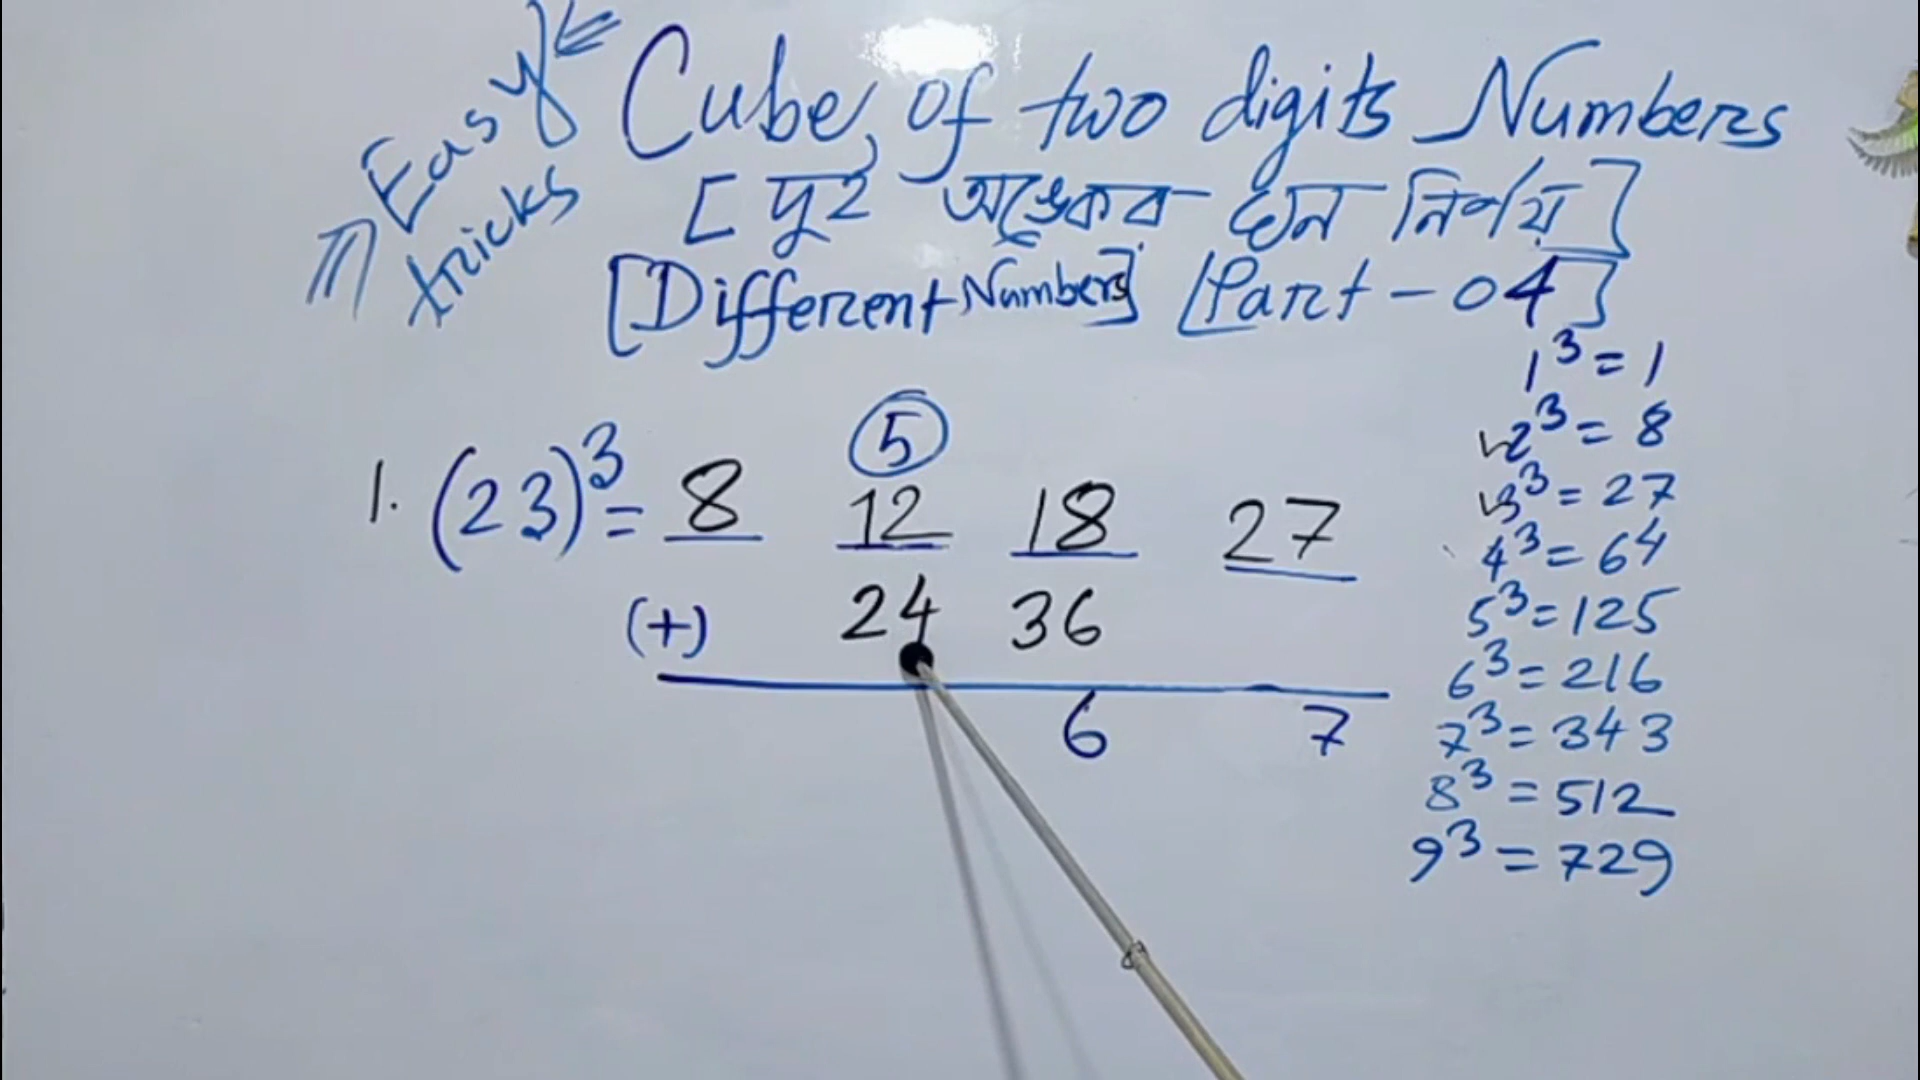 Easy tricks
Cube of two digits Numbers
[দুই অঙ্কের ঘন নির্ণয়]
[Different Numbers] [Part-04]
5
1. (23)³ = 8 12 18 27
(+) 24 36
6 7
1³ = 1
2³ = 8
3³ = 27
4³ = 64
5³ = 125
6³ = 216
7³ = 343
8³ = 512
9³ = 729